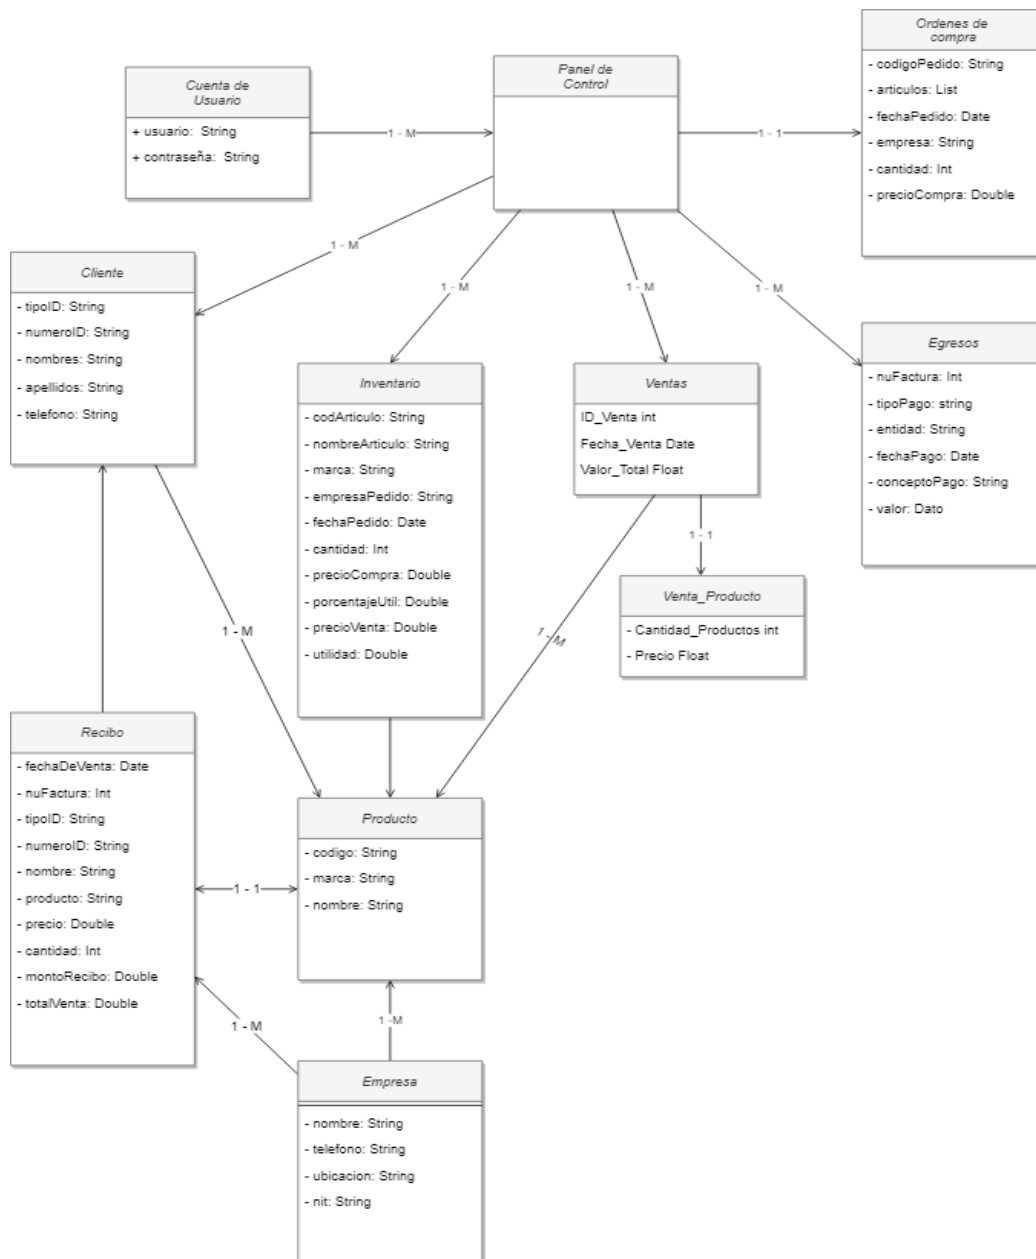 Cuenta de
Usuario
+ usuario: String
+ contraseña: String
1 - M
Panel de
Control
1 - 1
Ordenes de
compra
- codigoPedido: String
- articulos: List
- fechaPedido: Date
- empresa: String
- cantidad: Int
- precioCompra: Double
1 - M
1 - M
1 - M
1 - M
Cliente
- tipoID: String
- numeroID: String
- nombres: String
- apellidos: String
- telefono: String
Inventario
- codArticulo: String
- nombreArticulo: String
- marca: String
- empresaPedido: String
- fechaPedido: Date
- cantidad: Int
- precioCompra: Double
- porcentajeUtil: Double
- precioVenta: Double
- utilidad: Double
Ventas
ID_Venta int
Fecha_Venta Date
Valor_Total Float
Egresos
- nuFactura: Int
- tipoPago: string
- entidad: String
- fechaPago: Date
- conceptoPago: String
- valor: Dato
1 - 1
Venta_Producto
- Cantidad_Productos int
- Precio Float
1 - M
1 - M
Recibo
- fechaDeVenta: Date
- nuFactura: Int
- tipoID: String
- numeroID: String
- nombre: String
- producto: String
- precio: Double
- cantidad: Int
- montoRecibo: Double
- totalVenta: Double
1 - 1
Producto
- codigo: String
- marca: String
- nombre: String
1 - M
1 -M
Empresa
- nombre: String
- telefono: String
- ubicacion: String
- nit: String